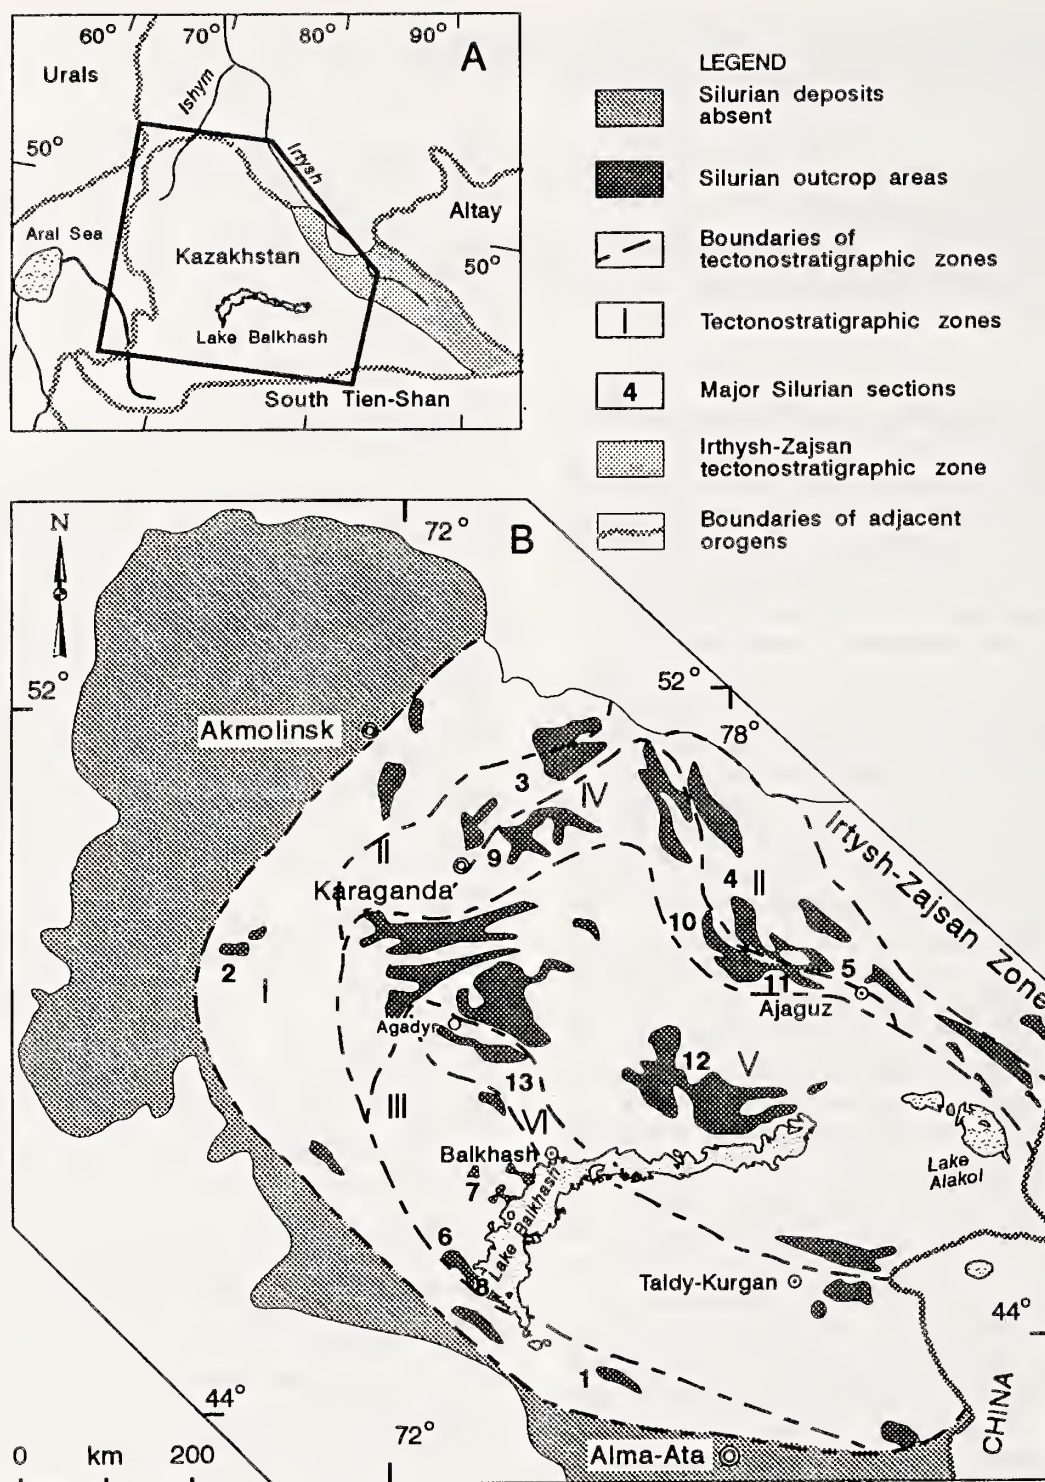 60° 70° 80° 90°
A
Urals
Ishym
50°
Irtysh
Altay
Aral Sea
50°
Kazakhstan
Lake Balkhash
South Tien-Shan
LEGEND
Silurian deposits
absent
Silurian outcrop areas
Boundaries of
tectonostratigraphic zones
I Tectonostratigraphic zones
4 Major Silurian sections
Irthysh-Zajsan
tectonostratigraphic zone
Boundaries of adjacent
orogens
N
72°
B
52°
52°
78°
Akmolinsk
3
IV
II
9
Karaganda
Irtysh-Zajsan Zone
4 II
10
2
I
5
11
Ajaguz
Agadyr
12
V
13
III
VI
Balkhash
7
Lake Balkhash
Lake
Alakol
6
8
Taldy-Kurgan
44°
1
44°
72°
CHINA
0 km 200
Alma-Ata